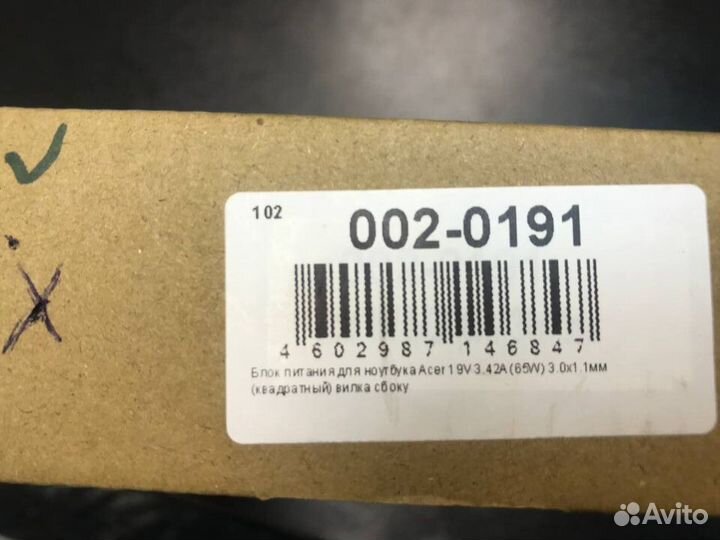 102
002-0191
4 602987 146847
Блок питания для ноутбука Acer 19V 3.42A (65W) 3.0x1.1мм
(квадратный) вилка сбоку
Avito